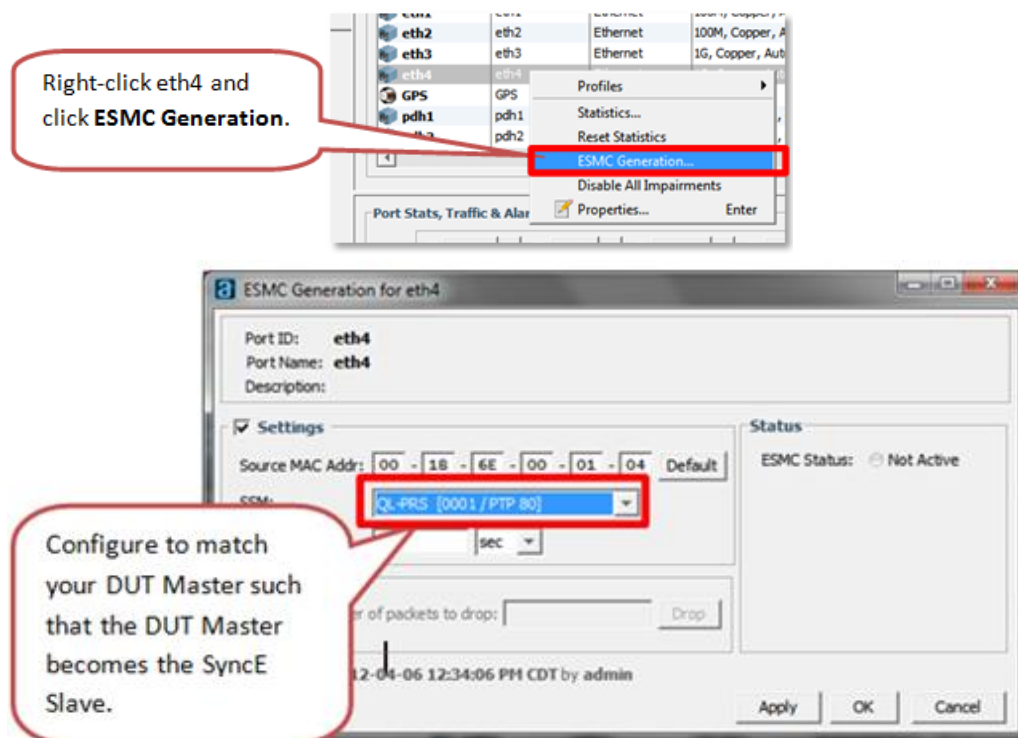 eth2 eth2 Ethernet 100M, Copper, A
eth3 eth3 Ethernet 1G, Copper, Aut
eth4 eth4
GPS GPS
pdh1 pdh1
pdh2
Profiles
Statistics...
Reset Statistics
ESMC Generation...
Disable All Impairments
Properties... Enter
Port Stats, Traffic & Alar
Right-click eth4 and
click ESMC Generation.
ESMC Generation for eth4
Port ID: eth4
Port Name: eth4
Description:
Settings
Source MAC Addr: 00 - 18 - 6E - 00 - 01 - 04 Default
SSM: QL-PRS [0001 / PTP 80]
sec
er of packets to drop: Drop
12-04-06 12:34:06 PM CDT by admin
Status
ESMC Status: Not Active
Apply OK Cancel
Configure to match
your DUT Master such
that the DUT Master
becomes the SyncE
Slave.